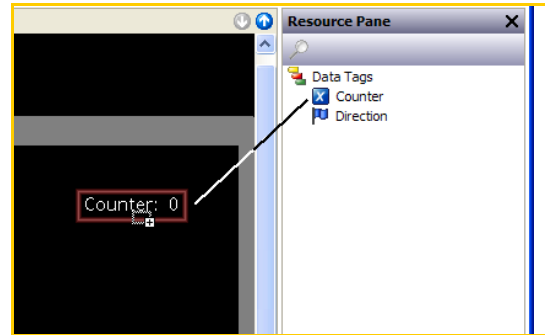 Resource Pane
Data Tags
Counter
Direction
Counter: 0